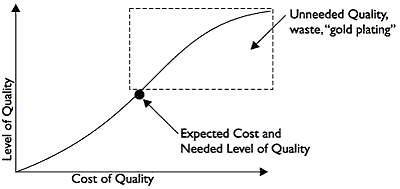 Unneeded Quality,
waste, “gold plating”
Level of Quality
Expected Cost and
Needed Level of Quality
Cost of Quality